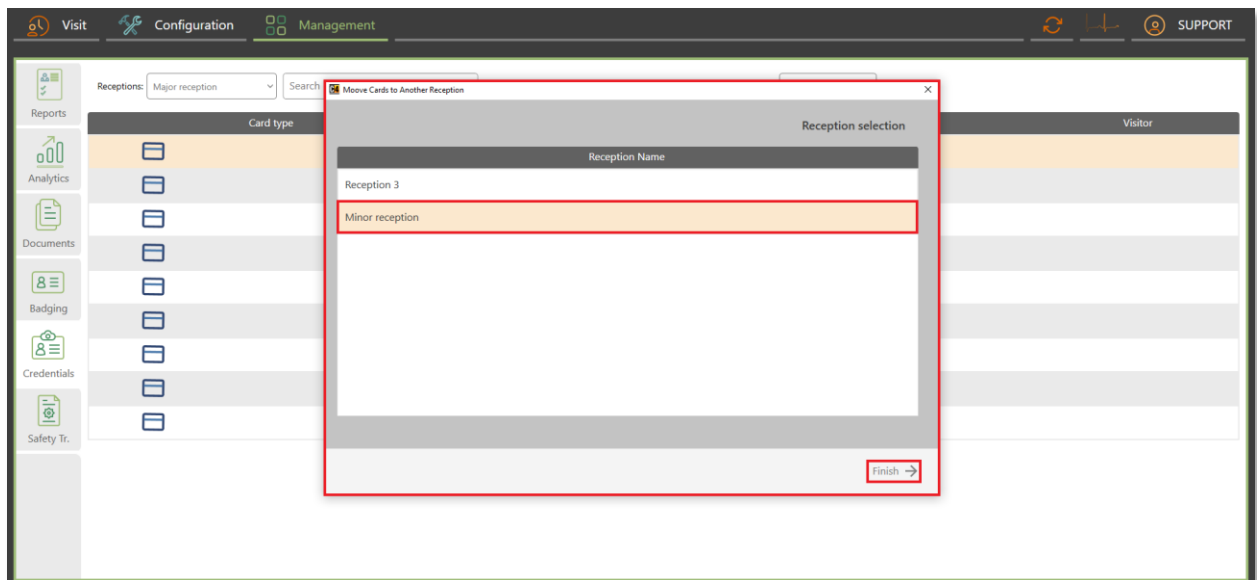 Visit Configuration Management SUPPORT
Receptions: Major reception Search
Moove Cards to Another Reception
Reports
Card type Visitor
Reception selection
Reception Name
Analytics
Reception 3
Minor reception
Documents
Badging
Credentials
Safety Tr.
Finish